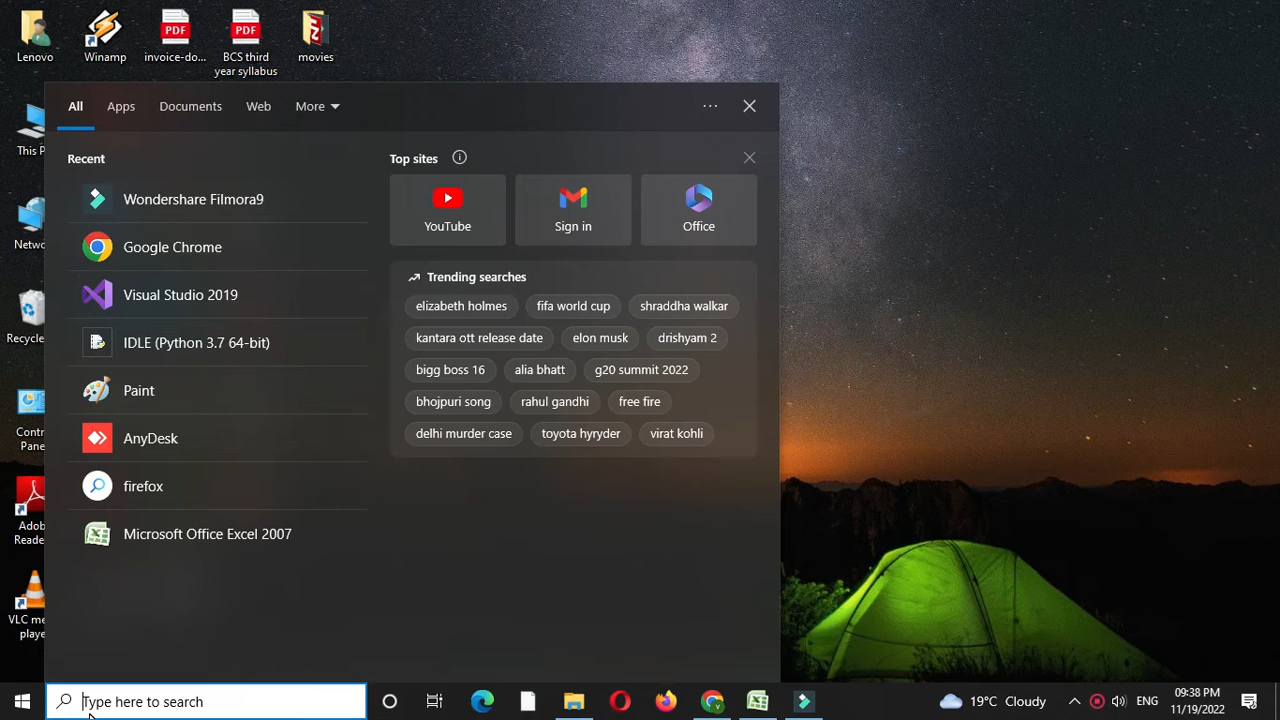 Lenovo
Winamp
invoice-do...
BCS third
year syllabus
movies
PDF
PDF
All
Apps
Documents
Web
More
...
This P
Netwo
Recycle
Contr
Pane
Adob
Reade
VLC me
playe
Recent
Wondershare Filmora9
Google Chrome
Visual Studio 2019
IDLE (Python 3.7 64-bit)
Paint
AnyDesk
firefox
Microsoft Office Excel 2007
Top sites
YouTube
Sign in
Office
Trending searches
elizabeth holmes
fifa world cup
shraddha walkar
kantara ott release date
elon musk
drishyam 2
bigg boss 16
alia bhatt
g20 summit 2022
bhojpuri song
rahul gandhi
free fire
delhi murder case
toyota hyryder
virat kohli
Type here to search
19°C Cloudy
ENG
11/19/2022